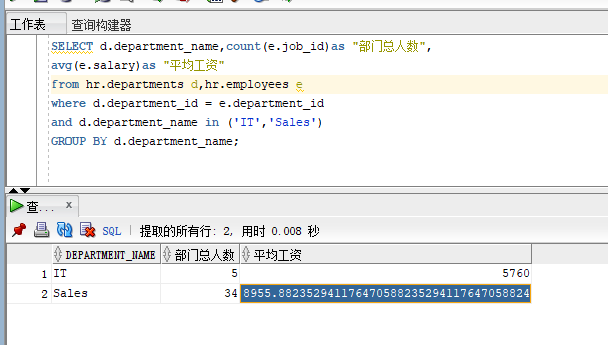 工作表 查询构建器
SELECT d.department_name,count(e.job_id)as "部门总人数",
avg(e.salary)as "平均工资"
from hr.departments d,hr.employees e
where d.department_id = e.department_id
and d.department_name in ('IT','Sales')
GROUP BY d.department_name;
查... x
SQL | 提取的所有行: 2, 用时 0.008 秒
DEPARTMENT_NAME 部门总人数 平均工资
1 IT 5 5760
2 Sales 34 8955.88235294117647058823529411764705882​4